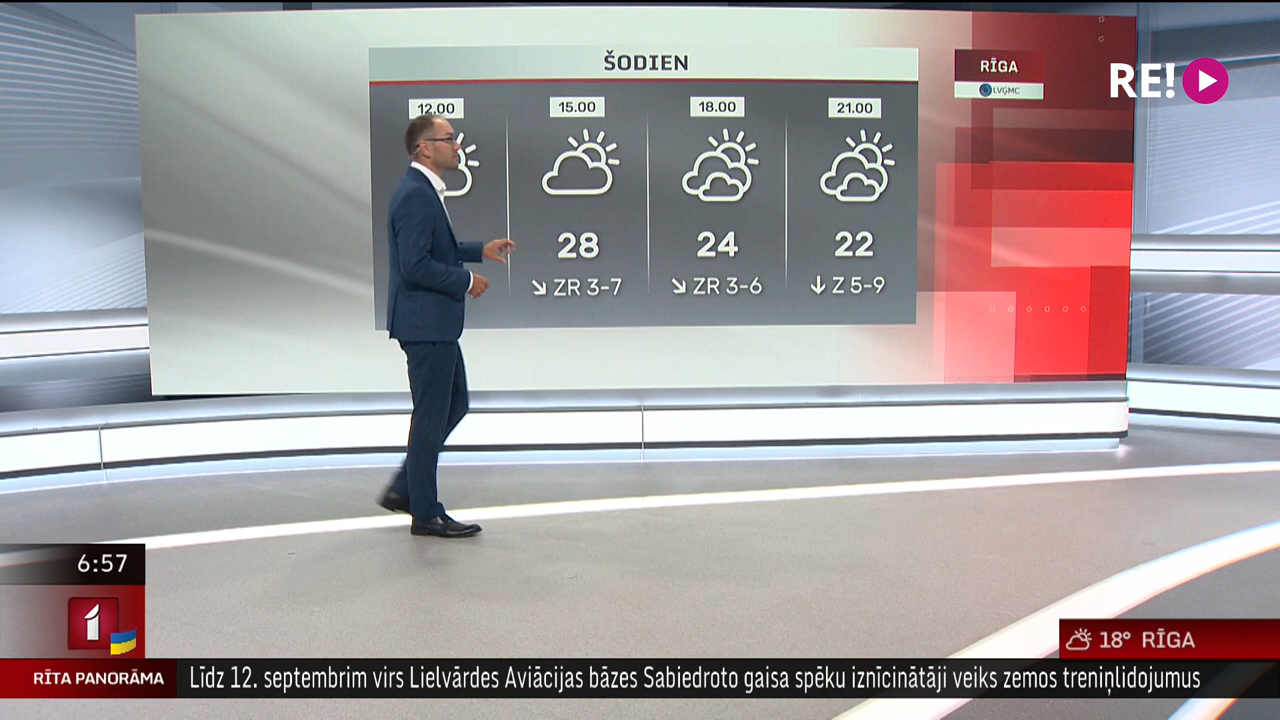 ŠODIEN
RĪGA
LVĢMC
RE!
12.00
15.00
18.00
21.00
28
24
22
ZR 3-7
ZR 3-6
Z 5-9
6:57
1
18° RĪGA
RĪTA PANORĀMA
Līdz 12. septembrim virs Lielvārdes Aviācijas bāzes Sabiedroto gaisa spēku iznīcinātāji veiks zemos treniņlidojumus